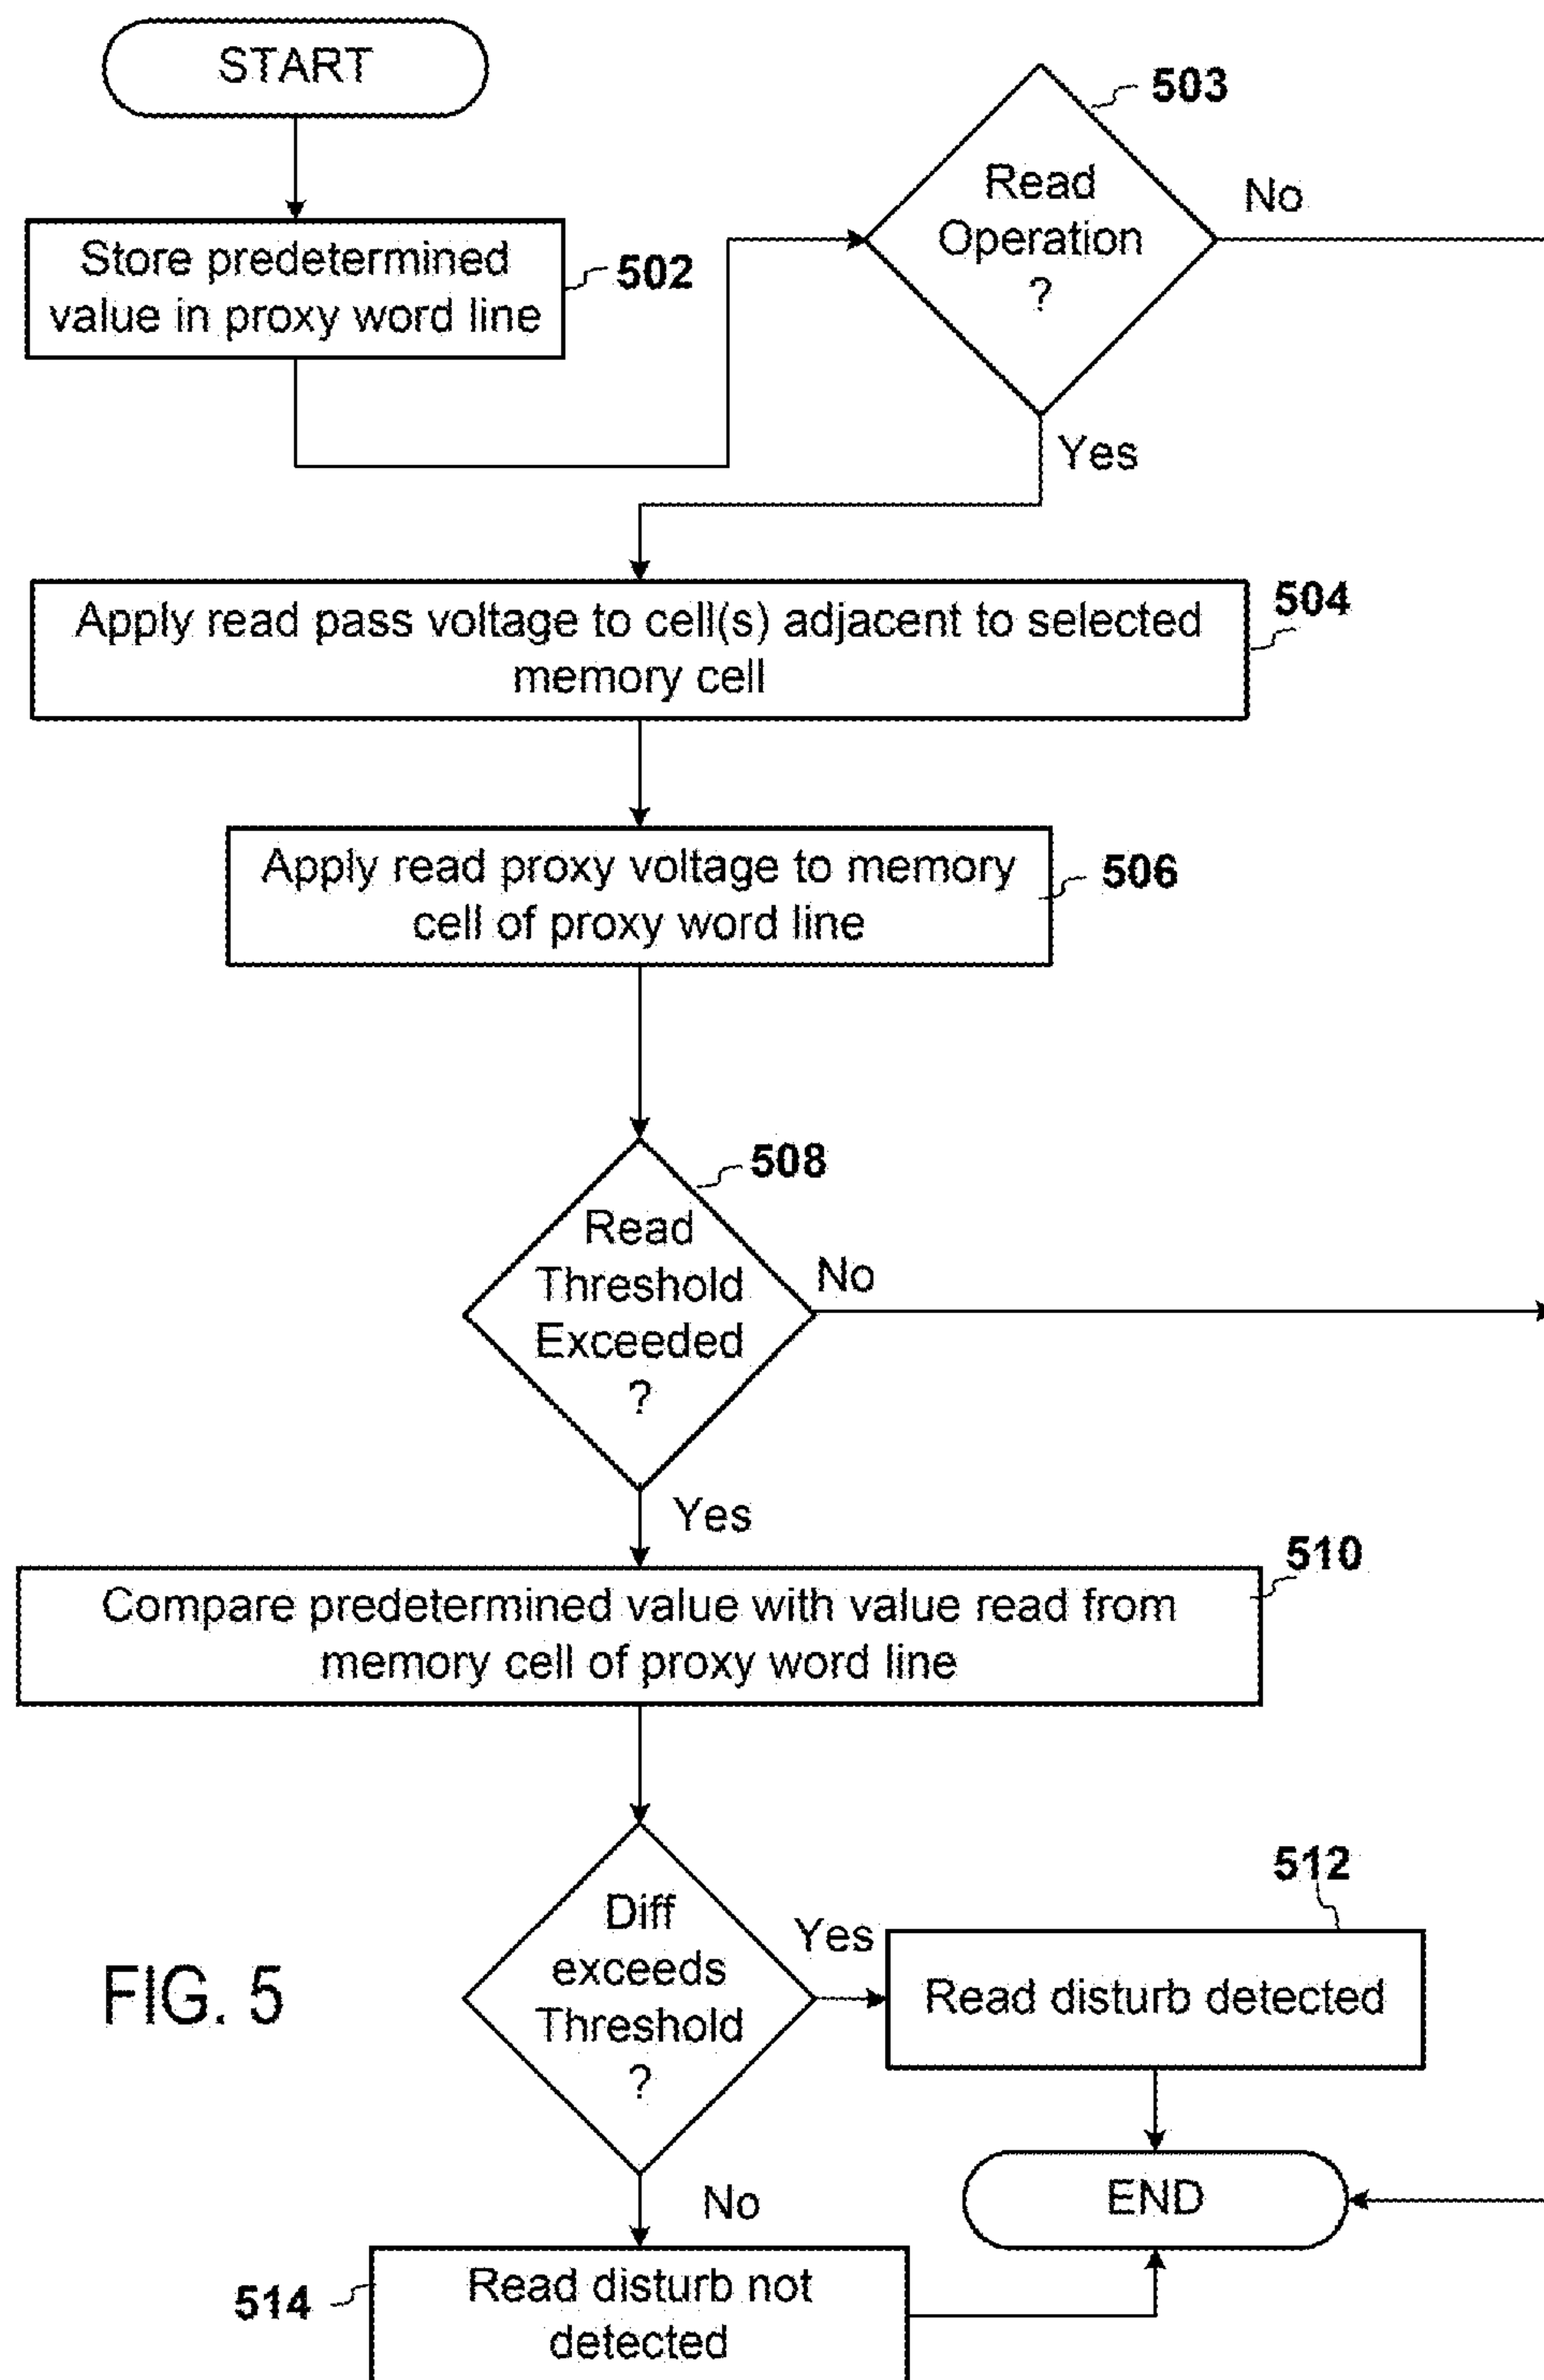 START
Store predetermined
value in proxy word line
502
503
Read
Operation
?
No
Yes
Apply read pass voltage to cell(s) adjacent to selected
memory cell
504
Apply read proxy voltage to memory
cell of proxy word line
506
508
Read
Threshold
Exceeded
?
No
Yes
510
Compare predetermined value with value read from
memory cell of proxy word line
Diff
exceeds
Threshold
?
Yes
512
Read disturb detected
FIG. 5
No
END
514
Read disturb not
detected